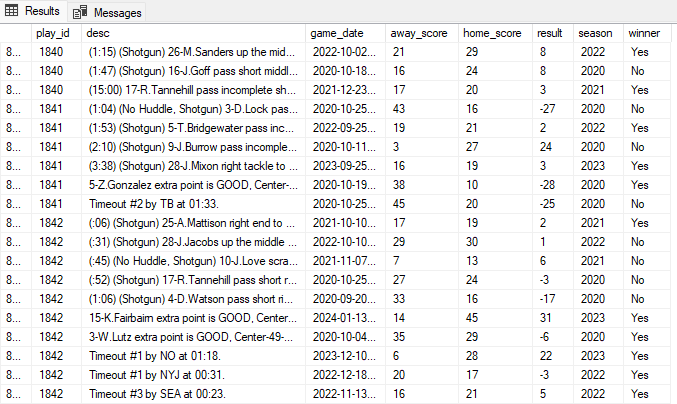 Results Messages
play_id desc game_date away_score home_score result season winner
8... 1840 (1:15) (Shotgun) 26-M.Sanders up the mid... 2022-10-02... 21 29 8 2022 Yes
8... 1840 (1:47) (Shotgun) 16-J.Goff pass short middl... 2020-10-18... 16 24 8 2020 No
8... 1840 (15:00) 17-R.Tannehill pass incomplete sh... 2021-12-23... 17 20 3 2021 Yes
8... 1841 (1:04) (No Huddle, Shotgun) 3-D.Lock pas... 2020-10-25... 43 16 -27 2020 No
8... 1841 (1:53) (Shotgun) 5-T.Bridgewater pass inc... 2022-09-25... 19 21 2 2022 Yes
8... 1841 (2:10) (Shotgun) 9-J.Burrow pass incomple... 2020-10-11... 3 27 24 2020 No
8... 1841 (3:38) (Shotgun) 28-J.Mixon right tackle to ... 2023-09-25... 16 19 3 2023 Yes
8... 1841 5-Z.Gonzalez extra point is GOOD, Center-... 2020-10-19... 38 10 -28 2020 Yes
8... 1841 Timeout #2 by TB at 01:33. 2020-10-25... 45 20 -25 2020 No
8... 1842 (:06) (Shotgun) 25-A.Mattison right end to ... 2021-10-10... 17 19 2 2021 Yes
8... 1842 (:31) (Shotgun) 28-J.Jacobs up the middle ... 2022-10-10... 29 30 1 2022 No
8... 1842 (:45) (No Huddle, Shotgun) 10-J.Love scra... 2021-11-07... 7 13 6 2021 No
8... 1842 (:52) (Shotgun) 17-R.Tannehill pass short r... 2020-10-25... 27 24 -3 2020 No
8... 1842 (1:06) (Shotgun) 4-D.Watson pass short ri... 2020-09-20... 33 16 -17 2020 No
8... 1842 15-K.Fairbairn extra point is GOOD, Center... 2024-01-13... 14 45 31 2023 Yes
8... 1842 3-W.Lutz extra point is GOOD, Center-49-... 2020-10-04... 35 29 -6 2020 Yes
8... 1842 Timeout #1 by NO at 01:18. 2023-12-10... 6 28 22 2023 Yes
8... 1842 Timeout #1 by NYJ at 00:31. 2022-12-18... 20 17 -3 2022 No
8... 1842 Timeout #3 by SEA at 00:23. 2022-11-13... 16 21 5 2022 Yes